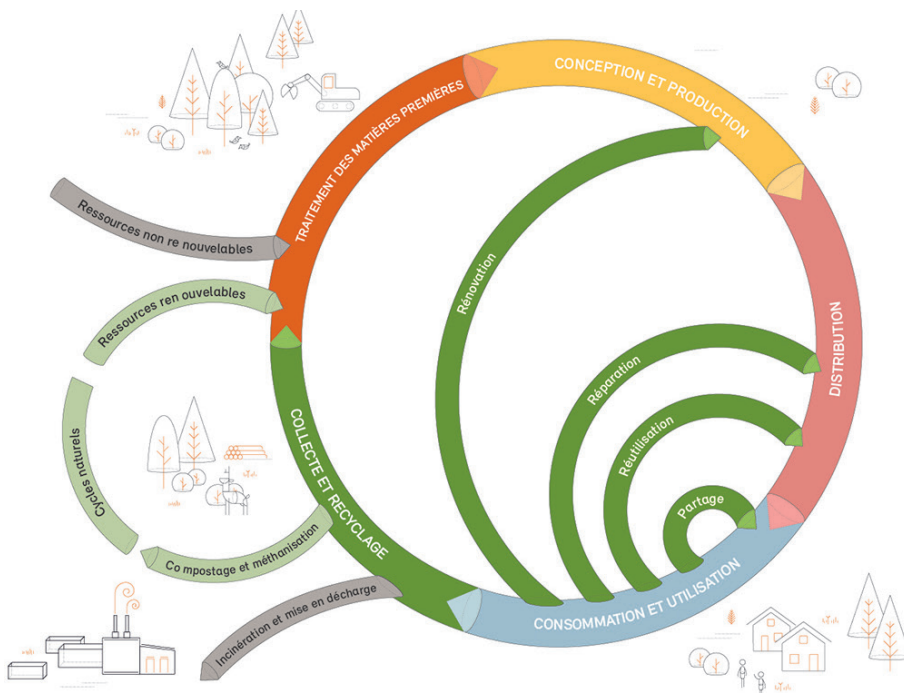 CONCEPTION ET PRODUCTION
TRAITEMENT DES MATIÈRES PREMIÈRES
Ressources non re nouvelables
Rénovation
Ressources ren ouvelables
DISTRIBUTION
Réparation
Réutilisation
COLLECTE ET RECYCLAGE
Cycles naturels
Partage
Co mpostage et méthanisation
CONSOMMATION ET UTILISATION
Incinération et mise en décharge